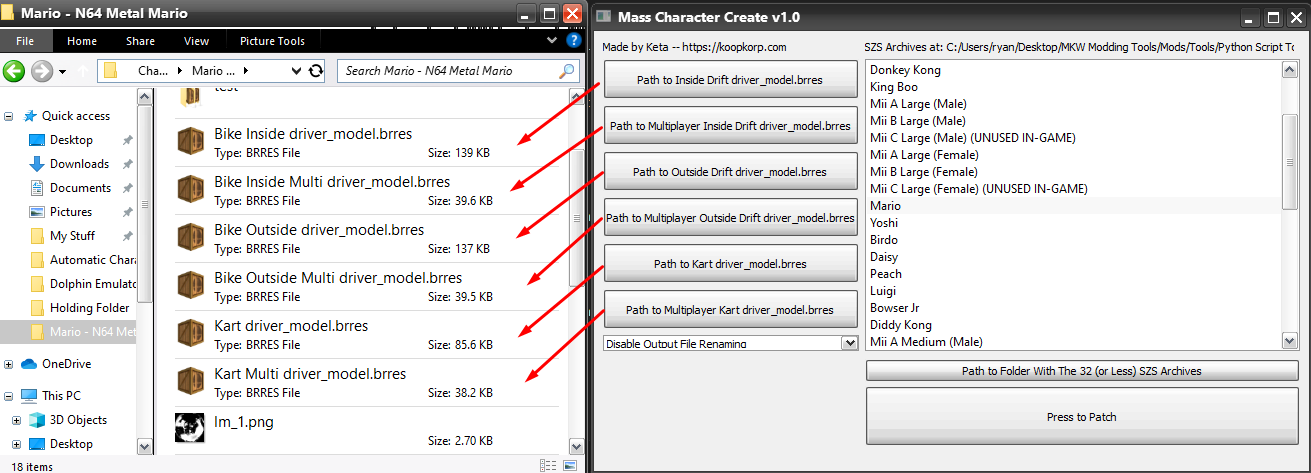 Mario - N64 Metal Mario
File Home Share View Picture Tools
Cha... Mario ... Search Mario - N64 Metal Mario
Quick access
Desktop
Downloads
Documents
Pictures
My Stuff
Automatic Chara
Dolphin Emulato
Holding Folder
Mario - N64 Met
OneDrive
This PC
3D Objects
Desktop
test
Bike Inside driver_model.brres
Type: BRRES File Size: 139 KB
Bike Inside Multi driver_model.brres
Type: BRRES File Size: 39.6 KB
Bike Outside driver_model.brres
Type: BRRES File Size: 137 KB
Bike Outside Multi driver_model.brres
Type: BRRES File Size: 39.5 KB
Kart driver_model.brres
Type: BRRES File Size: 85.6 KB
Kart Multi driver_model.brres
Type: BRRES File Size: 38.2 KB
lm_1.png
Size: 2.70 KB
18 items
Mass Character Create v1.0
Made by Keta -- https://koopkorp.com
Path to Inside Drift driver_model.brres
Path to Multiplayer Inside Drift driver_model.brres
Path to Outside Drift driver_model.brres
Path to Multiplayer Outside Drift driver_model.brres
Path to Kart driver_model.brres
Path to Multiplayer Kart driver_model.brres
Disable Output File Renaming
SZS Archives at: C:/Users/ryan/Desktop/MKW Modding Tools/Mods/Tools/Python Script To
Donkey Kong
King Boo
Mii A Large (Male)
Mii B Large (Male)
Mii C Large (Male) (UNUSED IN-GAME)
Mii A Large (Female)
Mii B Large (Female)
Mii C Large (Female) (UNUSED IN-GAME)
Mario
Yoshi
Birdo
Daisy
Peach
Luigi
Bowser Jr
Diddy Kong
Mii A Medium (Male)
Path to Folder With The 32 (or Less) SZS Archives
Press to Patch